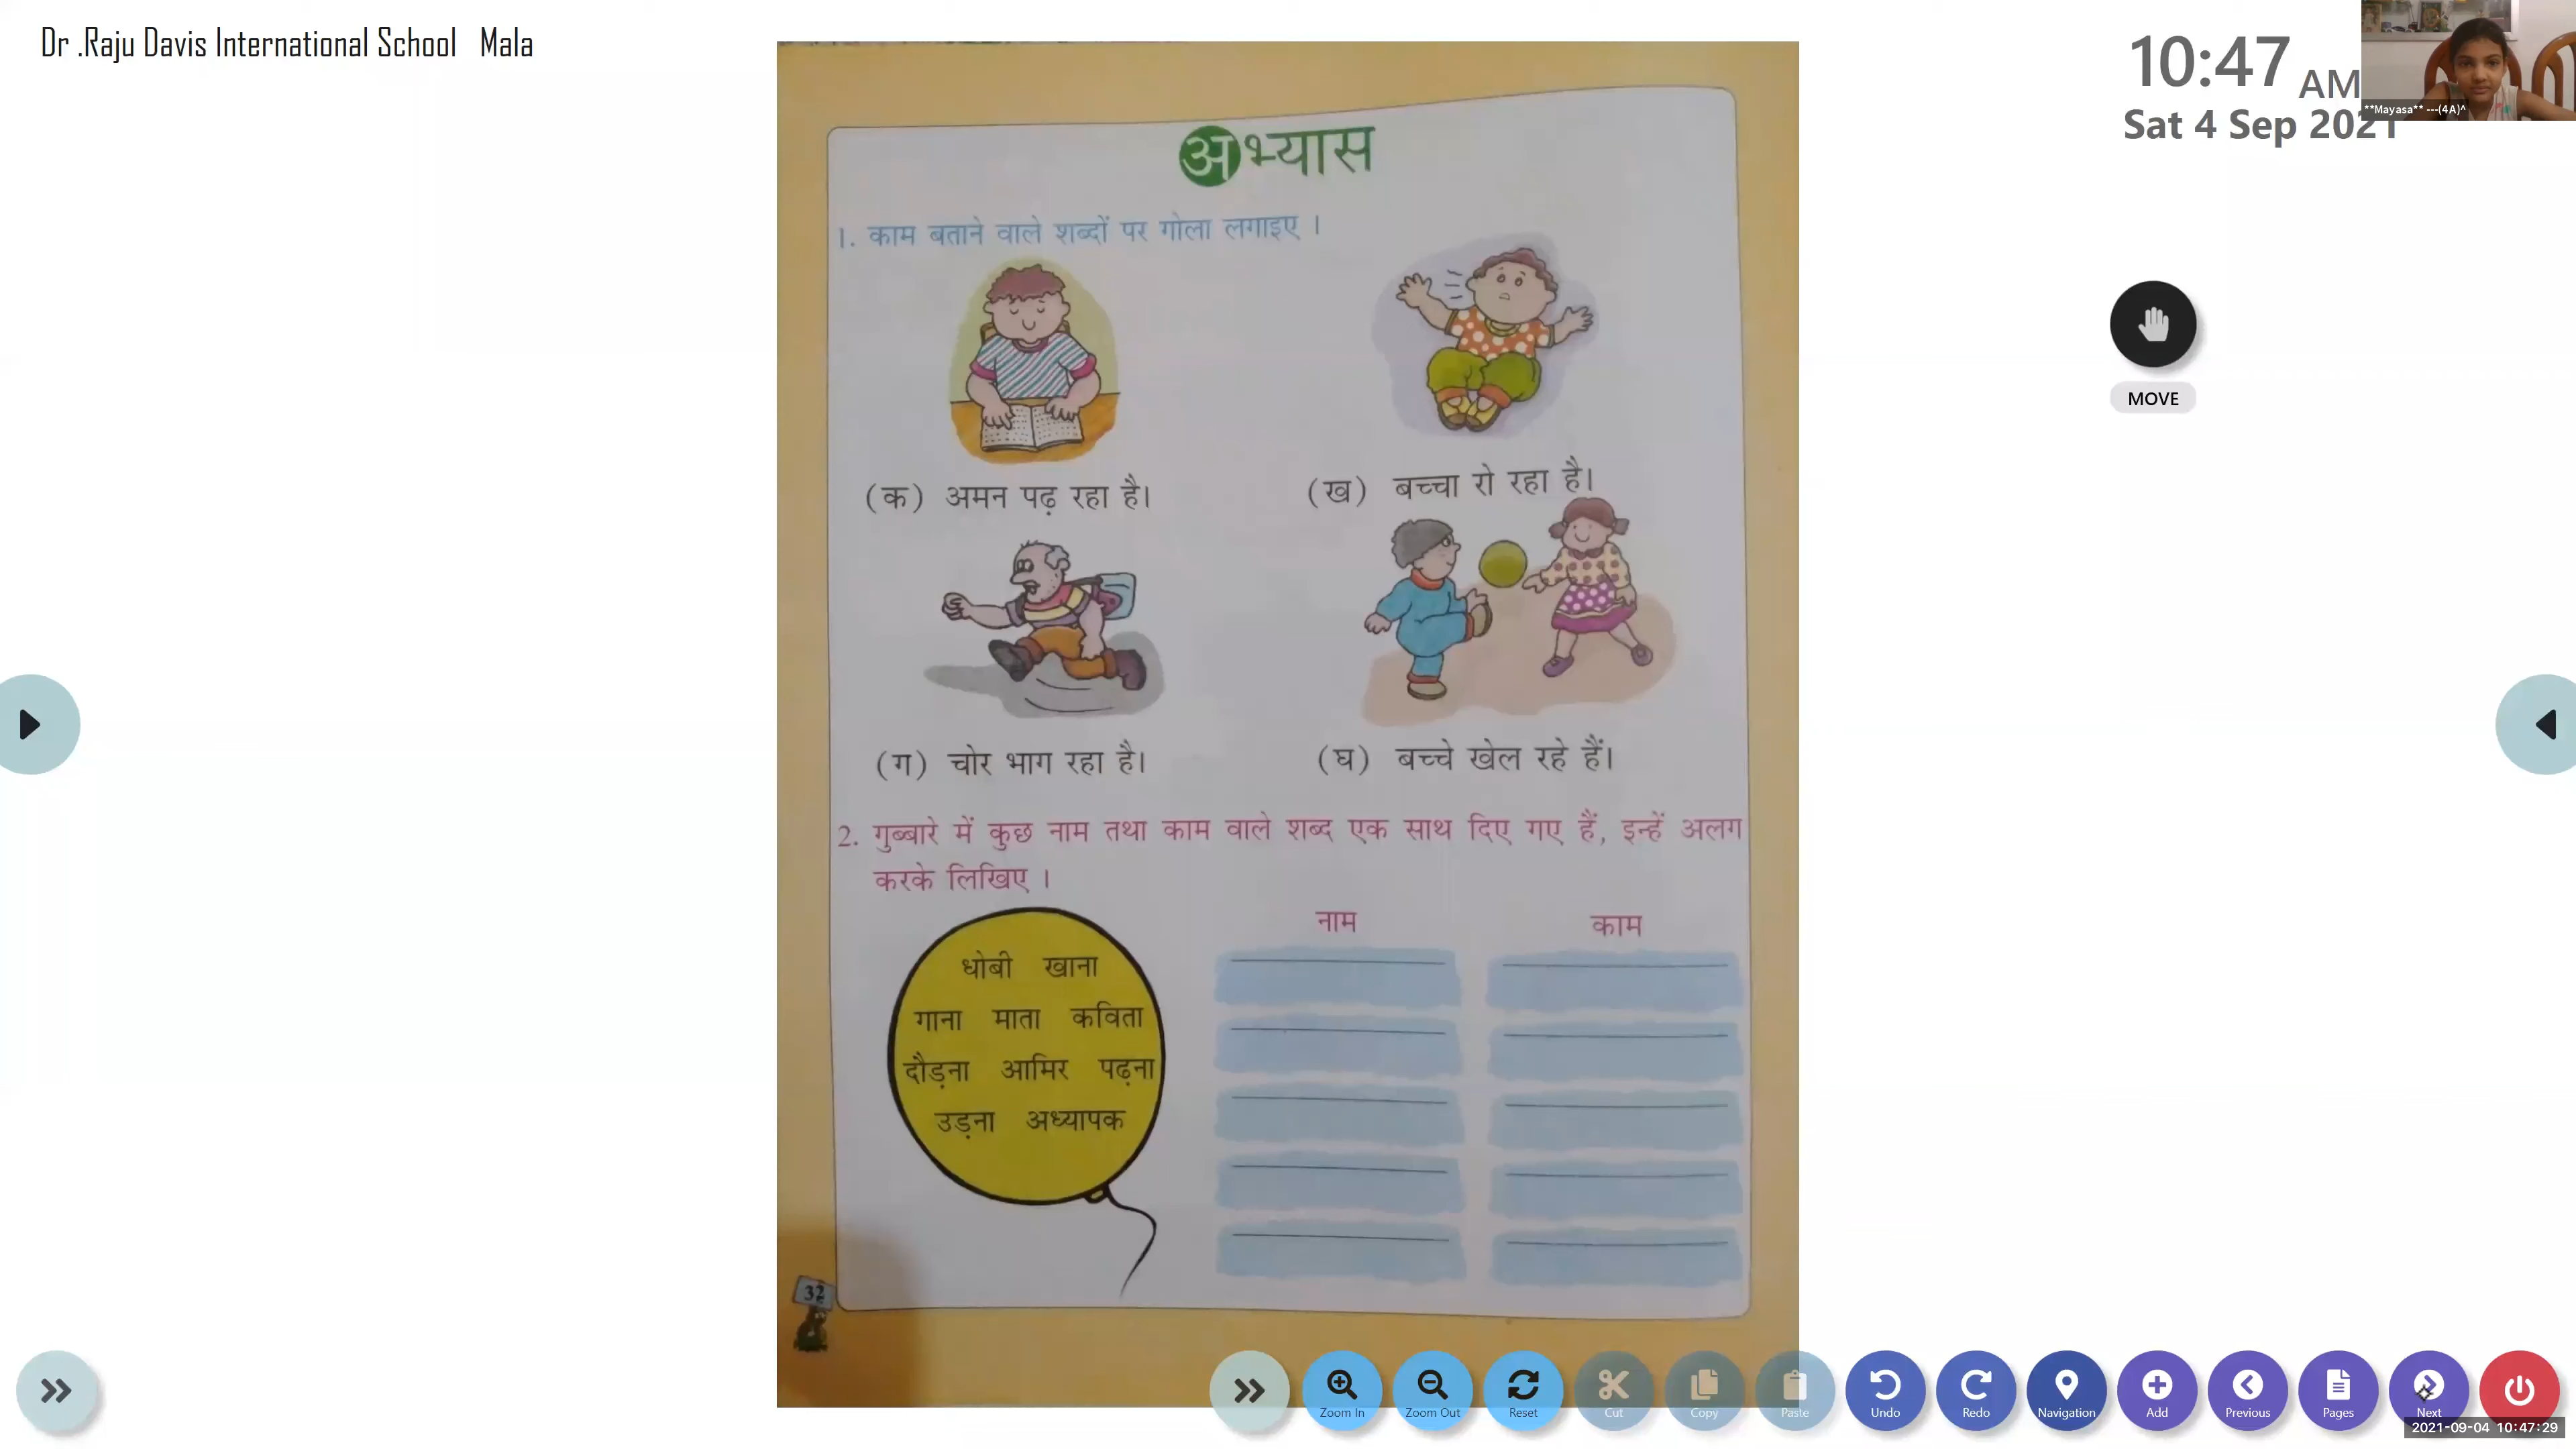 Dr .Raju Davis International School Mala
10:47 AM
Sat 4 Sep 2021
**Mayasa** ---(4A)^
अभ्यास
1. काम बताने वाले शब्दों पर गोला लगाइए ।
(क) अमन पढ़ रहा है।
(ख) बच्चा रो रहा है।
(ग) चोर भाग रहा है।
(घ) बच्चे खेल रहे हैं।
2. गुब्बारे में कुछ नाम तथा काम वाले शब्द एक साथ दिए गए हैं, इन्हें अलग
करके लिखिए ।
नाम काम
धोबी खाना
गाना माता कविता
दौड़ना आमिर पढ़ना
उड़ना अध्यापक
32
MOVE
Zoom In
Zoom Out
Reset
Cut
Copy
Paste
Undo
Redo
Navigation
Add
Previous
Pages
Next
2021-09-04 10:47:29